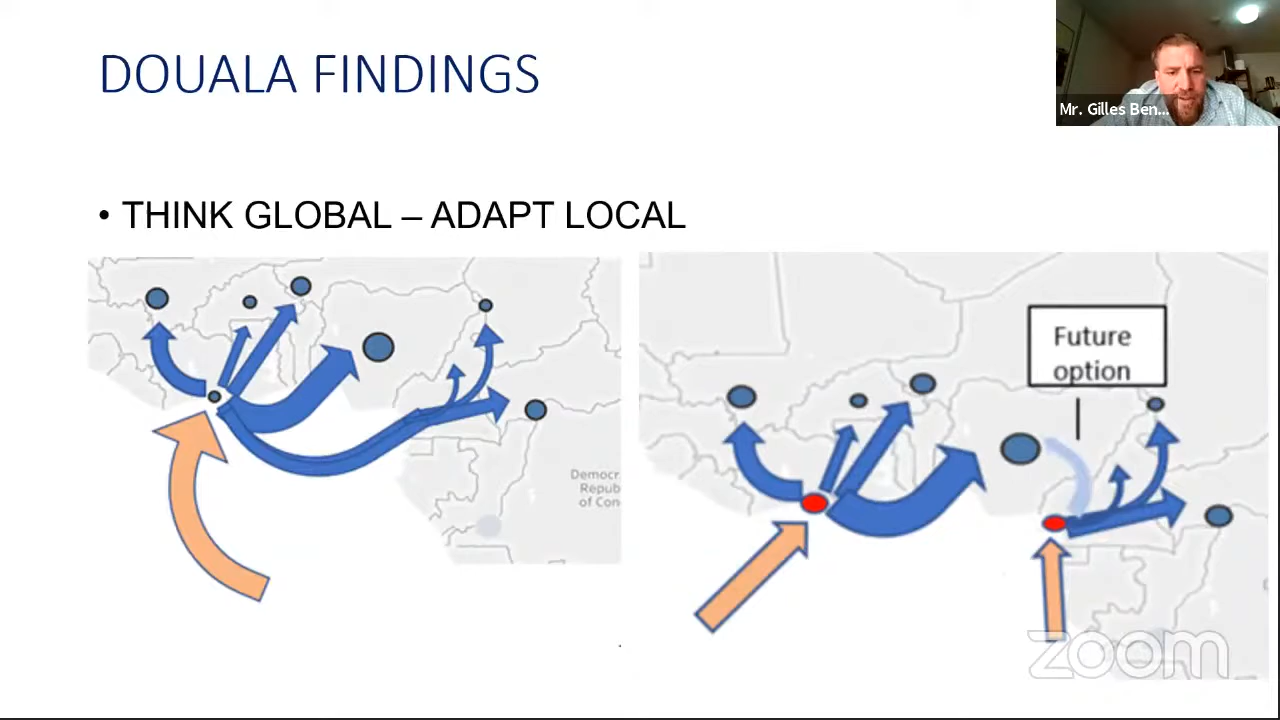 DOUALA FINDINGS
Mr. Gilles Ben...
• THINK GLOBAL – ADAPT LOCAL
Future
option
Democr
Repub
of Con
zoom